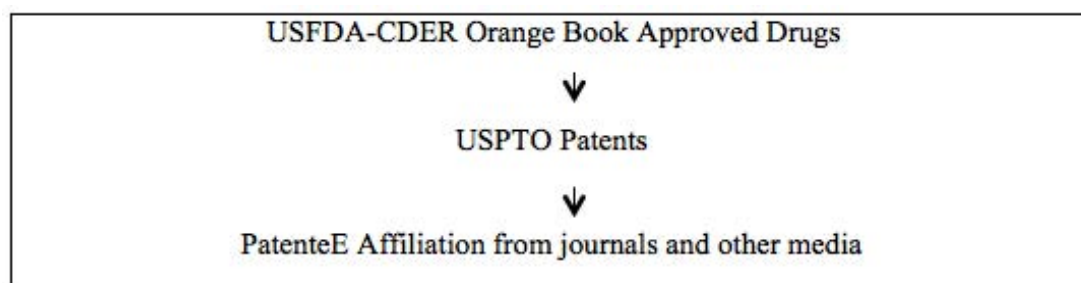 USFDA-CDER Orange Book Approved Drugs
USPTO Patents
PatenteE Affiliation from journals and other media